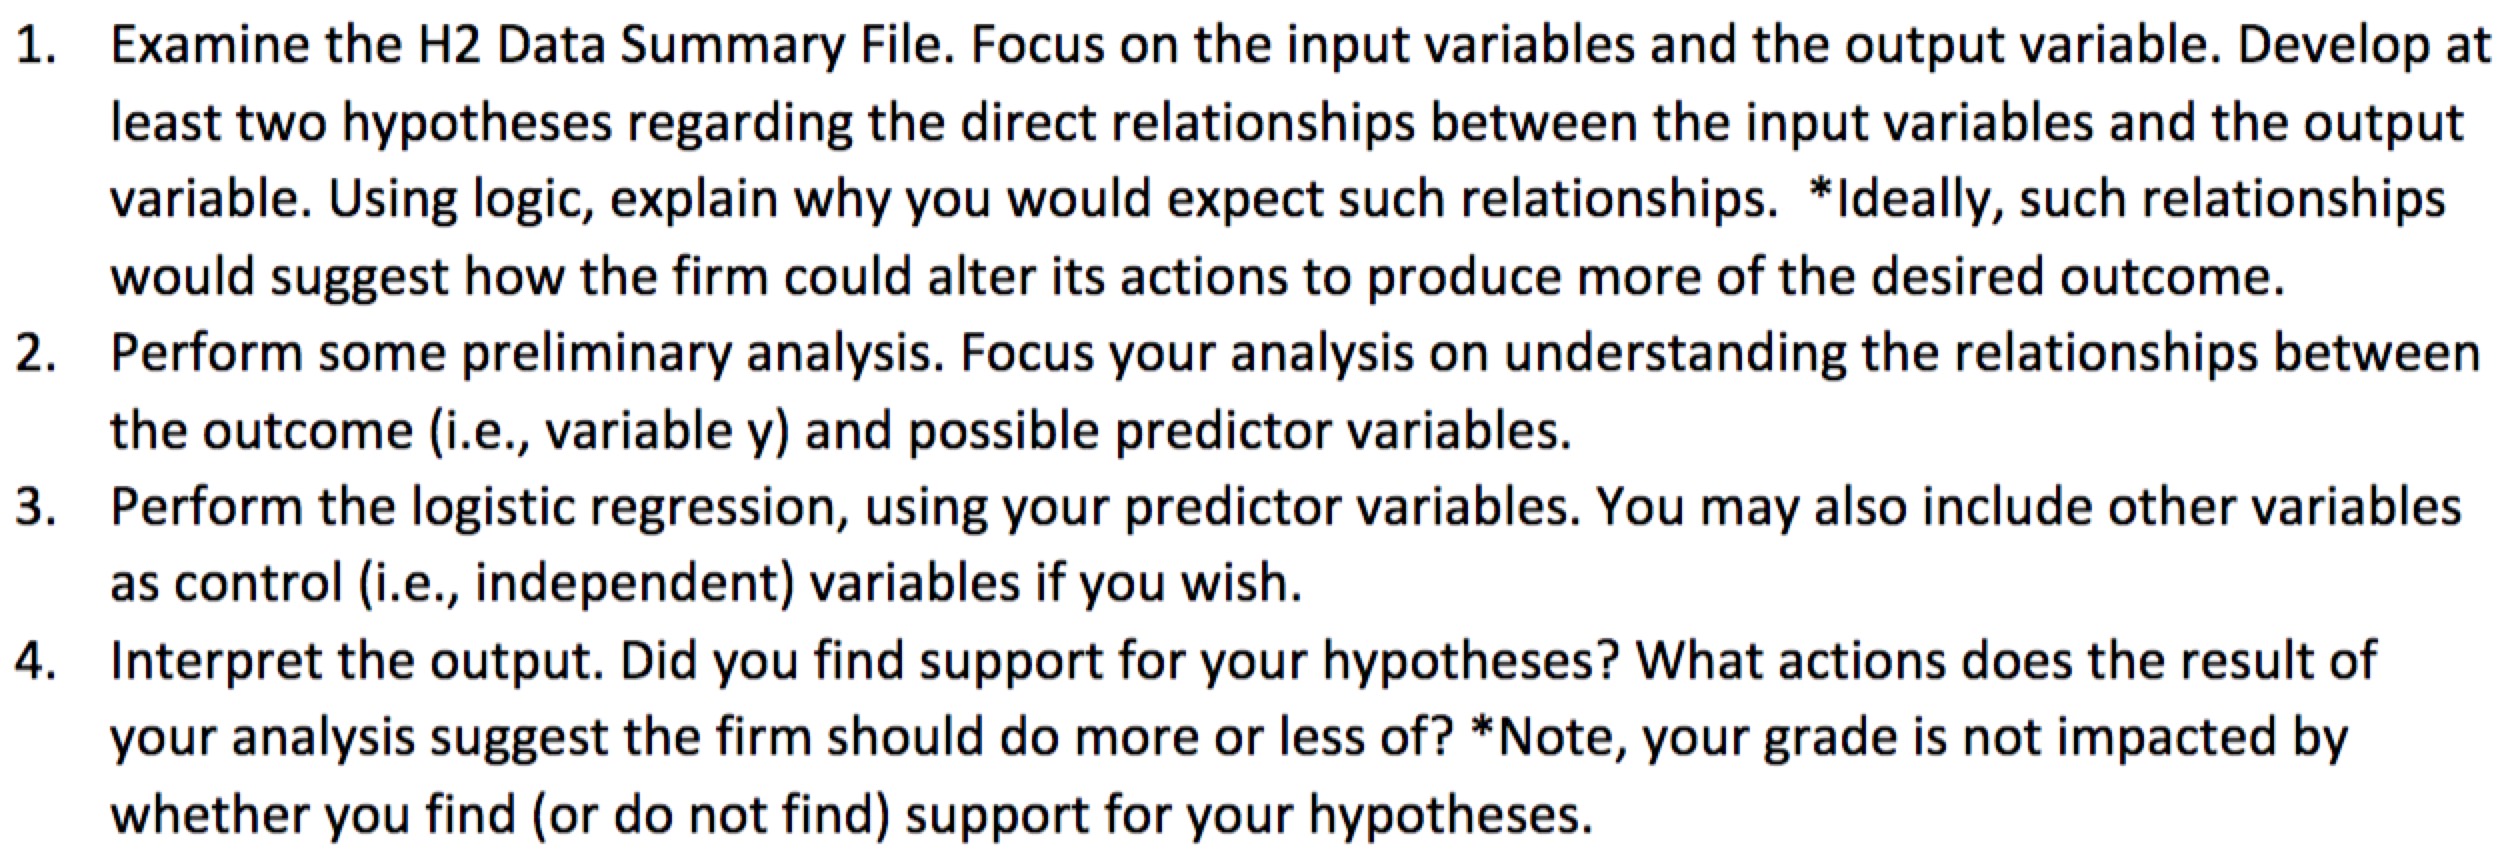 1. Examine the H2 Data Summary File. Focus on the input variables and the output variable. Develop at
least two hypotheses regarding the direct relationships between the input variables and the output
variable. Using logic, explain why you would expect such relationships. *Ideally, such relationships
would suggest how the firm could alter its actions to produce more of the desired outcome.
2. Perform some preliminary analysis. Focus your analysis on understanding the relationships between
the outcome (i.e., variable y) and possible predictor variables.
3. Perform the logistic regression, using your predictor variables. You may also include other variables
as control (i.e., independent) variables if you wish.
4. Interpret the output. Did you find support for your hypotheses? What actions does the result of
your analysis suggest the firm should do more or less of? *Note, your grade is not impacted by
whether you find (or do not find) support for your hypotheses.